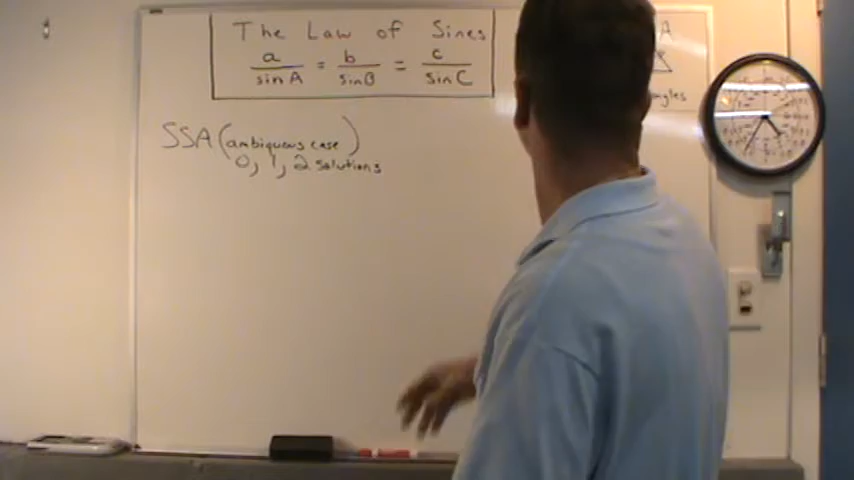 The Law of Sines
a/sin A = b/sin B = c/sin C
SSA (ambiguous case)
0, 1, 2 solutions
A